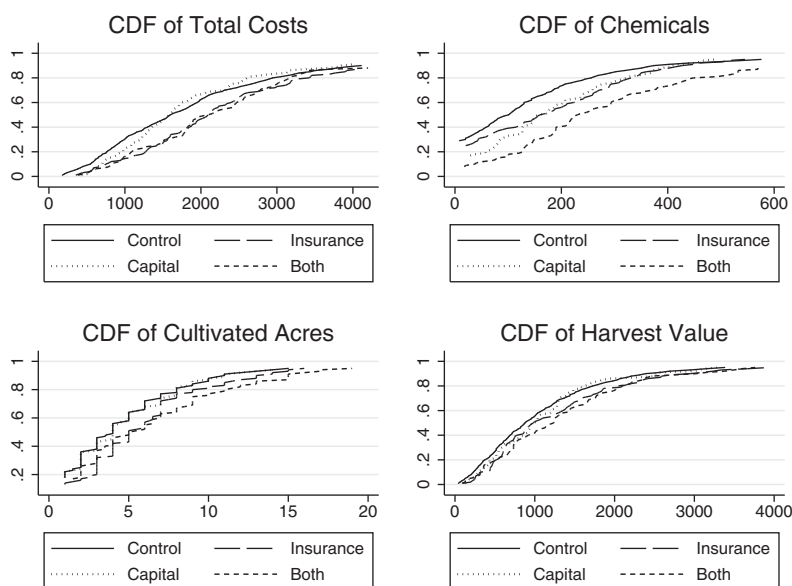 CDF of Total Costs
1
.8
.6
.4
.2
0
0 1000 2000 3000 4000
Control Insurance
Capital Both
CDF of Chemicals
1
.8
.6
.4
.2
0
0 200 400 600
Control Insurance
Capital Both
CDF of Cultivated Acres
1
.8
.6
.4
.2
0 5 10 15 20
Control Insurance
Capital Both
CDF of Harvest Value
1
.8
.6
.4
.2
0
0 1000 2000 3000 4000
Control Insurance
Capital Both